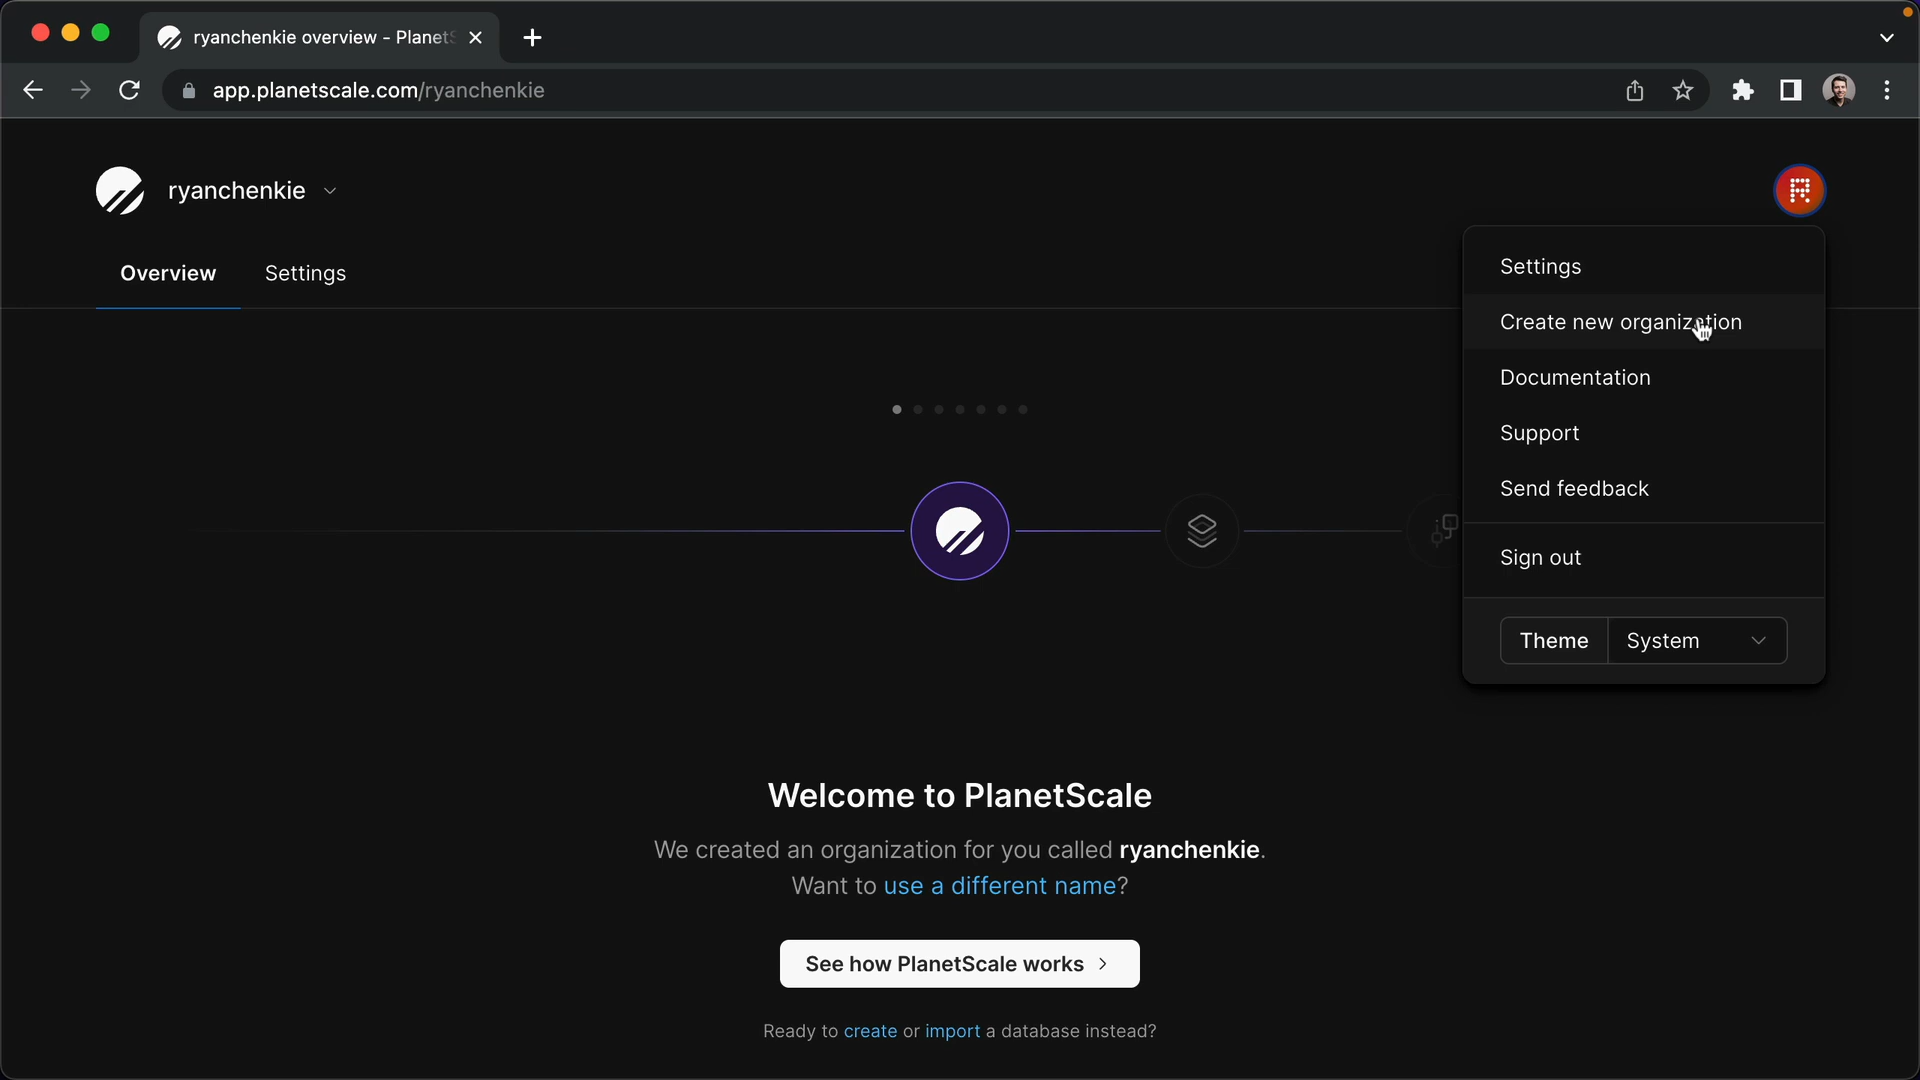 ryanchenkie overview - Planet
app.planetscale.com/ryanchenkie
ryanchenkie
Overview
Settings
Settings
Create new organization
Documentation
Support
Send feedback
Sign out
Theme
System
Welcome to PlanetScale
We created an organization for you called ryanchenkie.
Want to use a different name?
See how PlanetScale works
Ready to create or import a database instead?